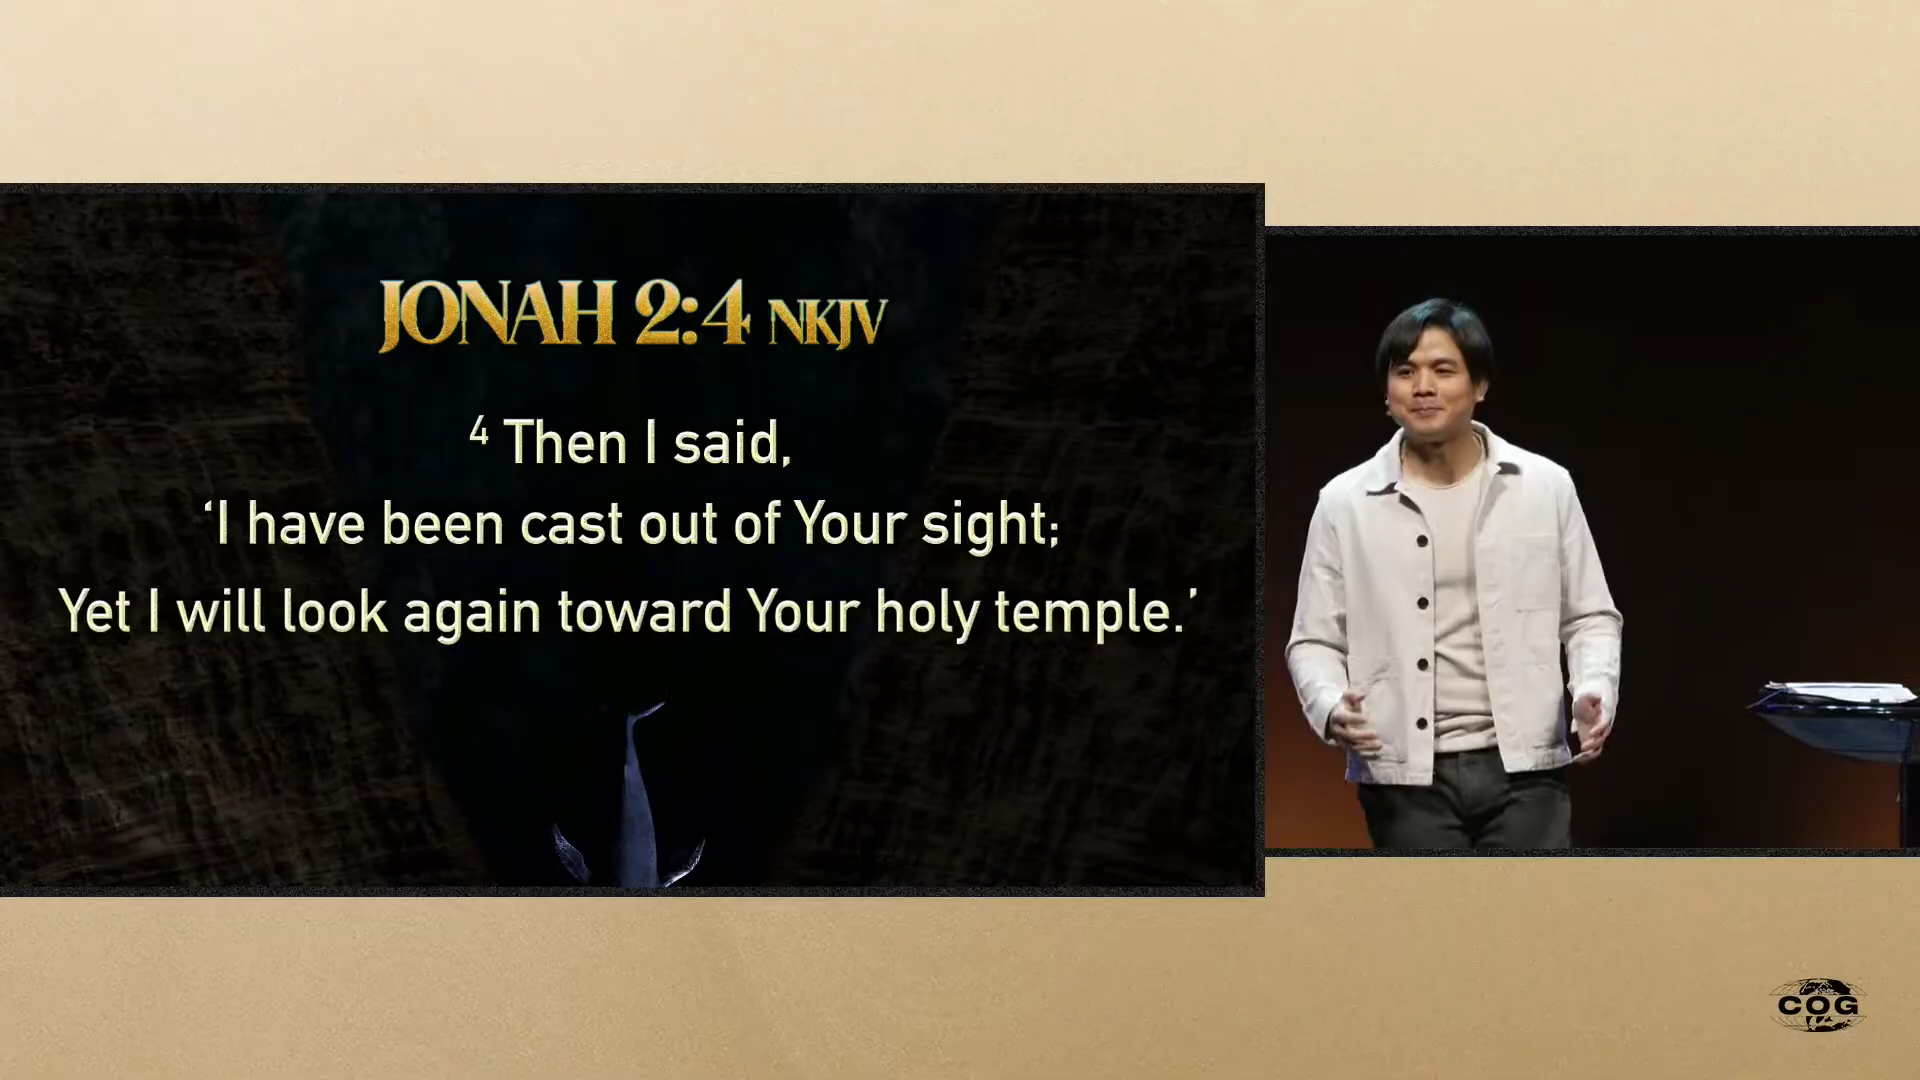 JONAH 2:4 NKJV
4 Then I said,
‘I have been cast out of Your sight;
Yet I will look again toward Your holy temple.’
COG